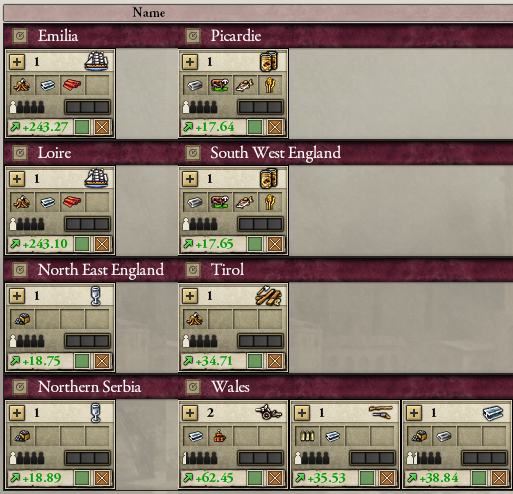 Name
Emilia Picardie
1 1
+243.27 +17.64
Loire South West England
1 1
+243.10 +17.65
North East England Tirol
1 1
+18.75 +34.71
Northern Serbia Wales
1 2 1 1
+18.89 +62.45 +35.53 +38.84